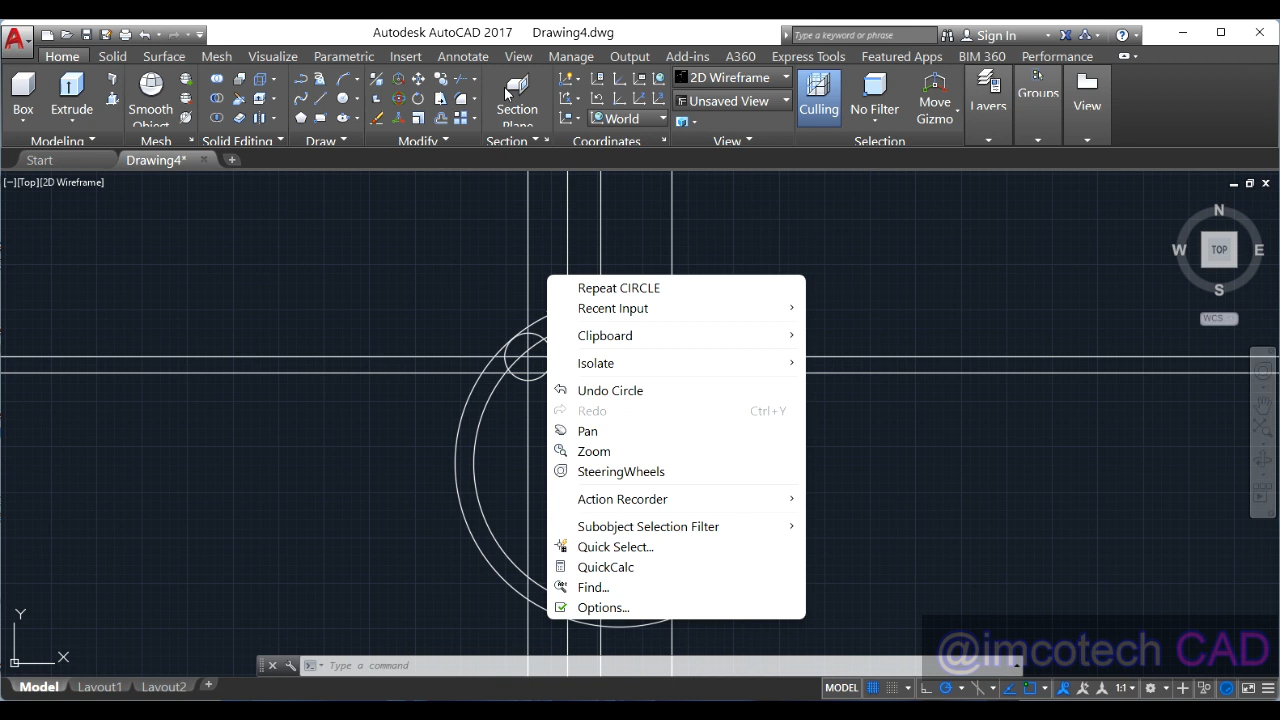 Autodesk AutoCAD 2017 Drawing4.dwg
Type a keyword or phrase
Sign In
Home Solid Surface Mesh Visualize Parametric Insert Annotate View Manage Output Add-ins A360 Express Tools Featured Apps BIM 360 Performance
Box
Extrude
Smooth
Object
Section
Plane
World
2D Wireframe
Unsaved View
Culling
No Filter
Move
Gizmo
Layers
Groups
View
Modeling Mesh Solid Editing Draw Modify Section Coordinates View Selection
Start Drawing4*
[−][Top][2D Wireframe]
N
W TOP E
S
WCS
Repeat CIRCLE
Recent Input
Clipboard
Isolate
Undo Circle
Redo Ctrl+Y
Pan
Zoom
SteeringWheels
Action Recorder
Subobject Selection Filter
Quick Select...
QuickCalc
Find...
Options...
Y
X
Type a command
@imcotech CAD
Model Layout1 Layout2 +
MODEL 1:1